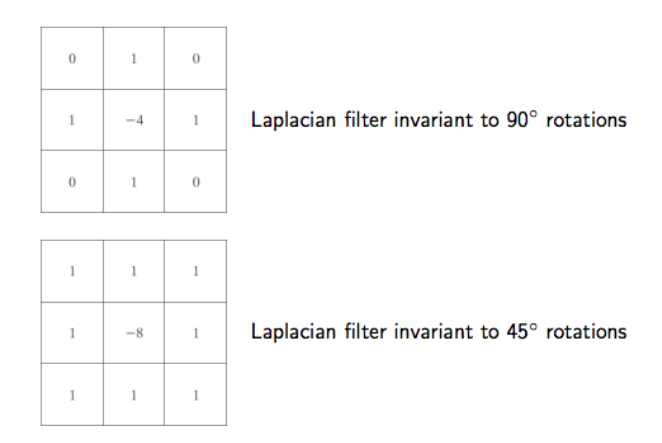 0 1 0
1 −4 1
Laplacian filter invariant to 90° rotations
0 1 0
1 1 1
1 −8 1
Laplacian filter invariant to 45° rotations
1 1 1